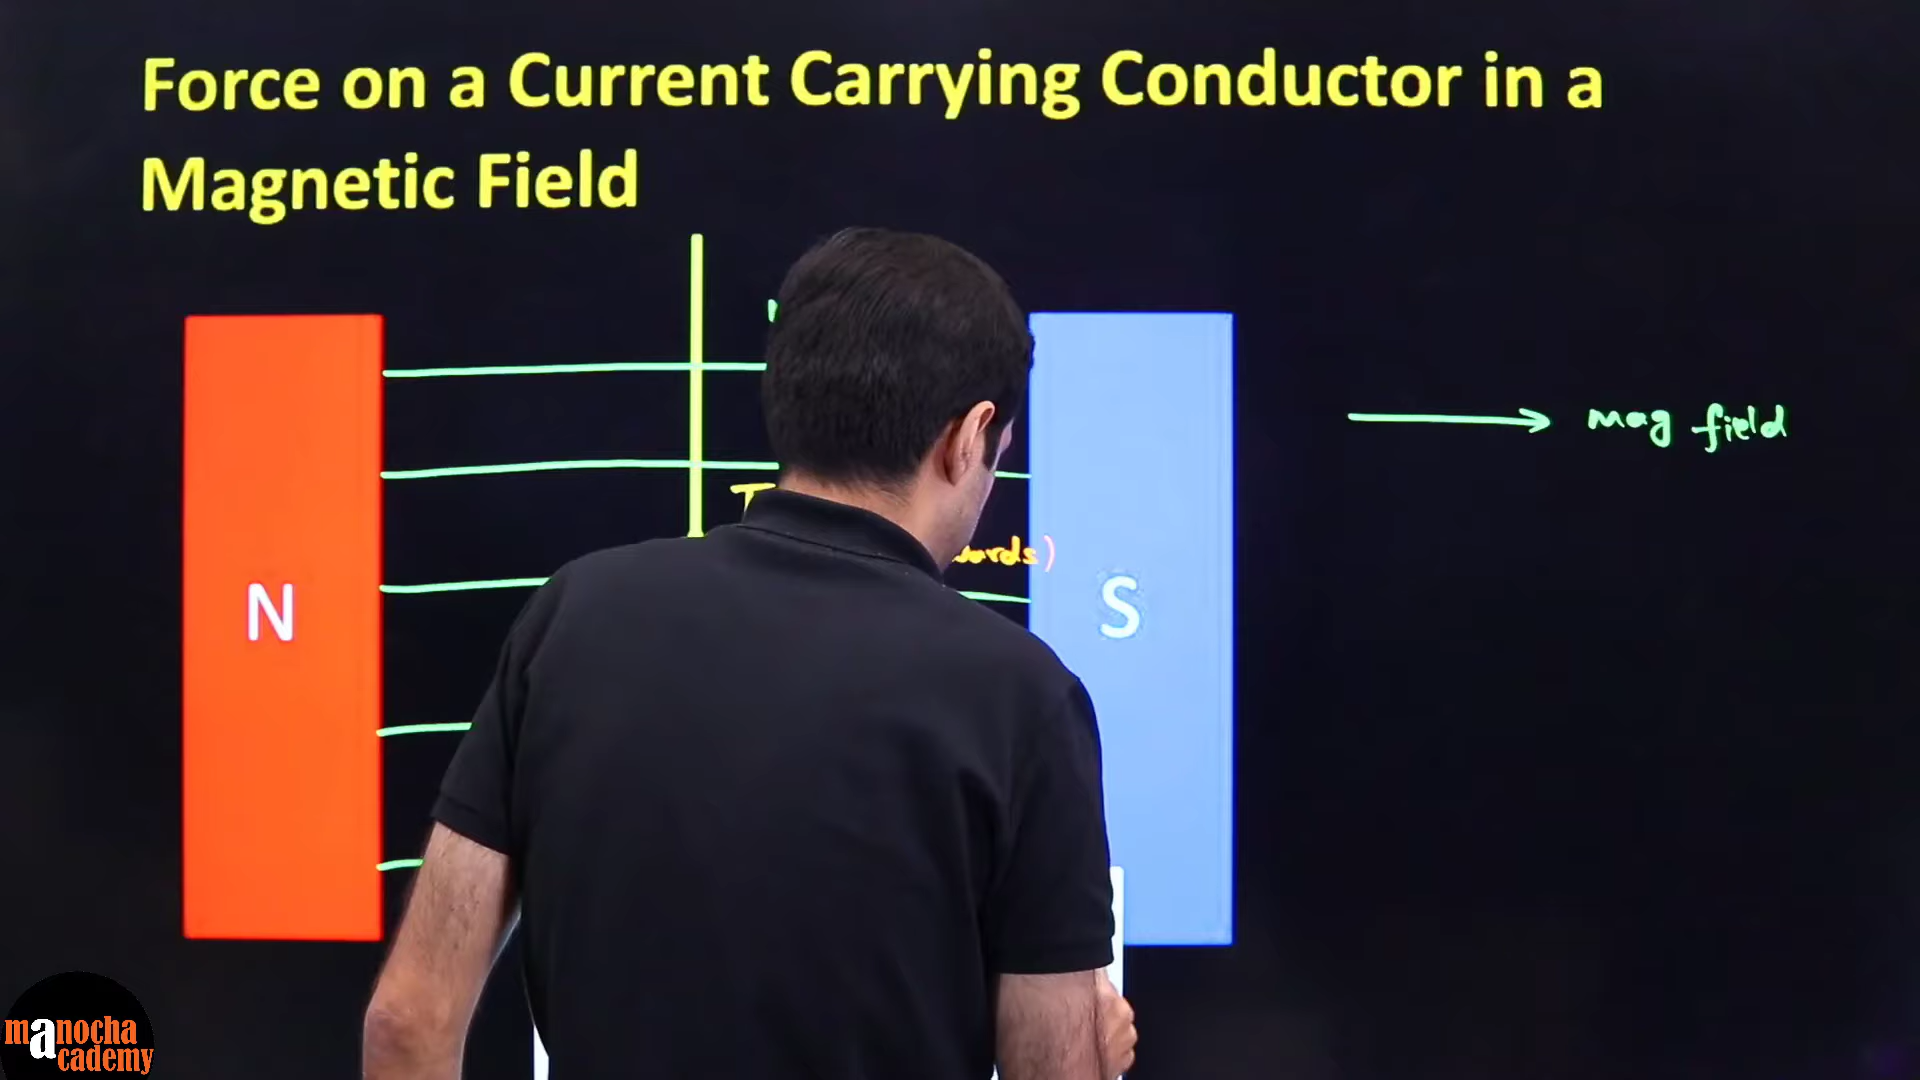 Force on a Current Carrying Conductor in a
Magnetic Field
mag field
N
S
manocha
academy